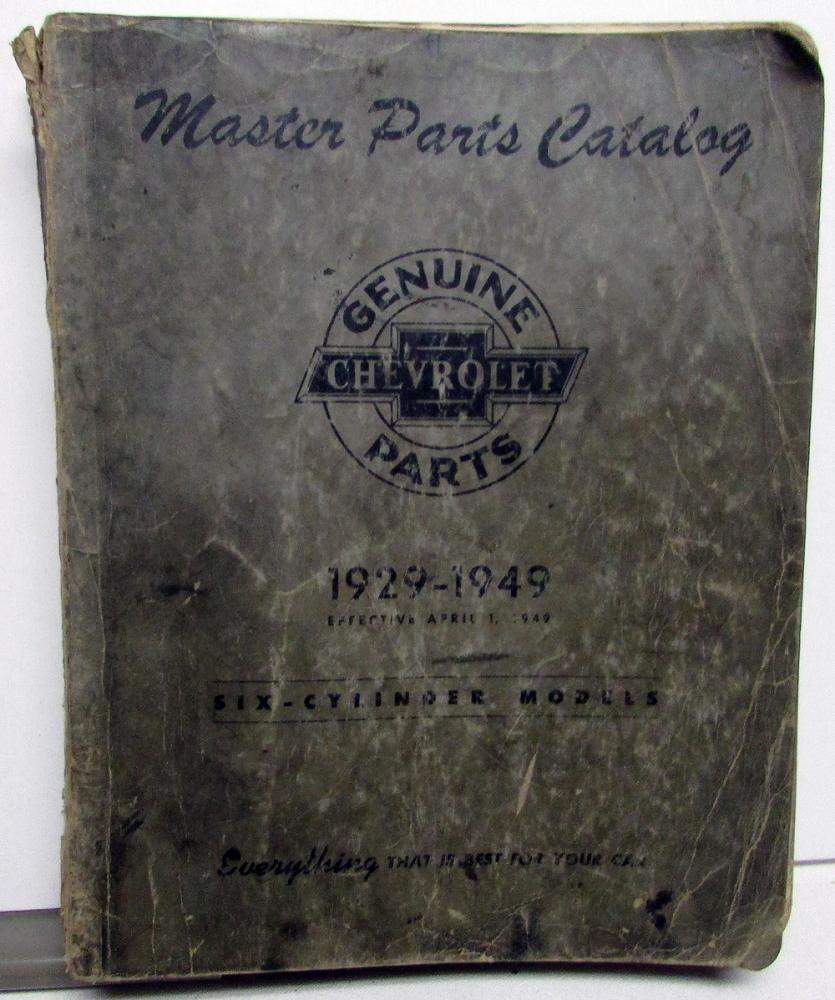 Master Parts Catalog
GENUINE
CHEVROLET
PARTS
1929-1949
EFFECTIVE APRIL 1, 1949
SIX-CYLINDER MODELS
Everything THAT IS BEST FOR YOUR CAR